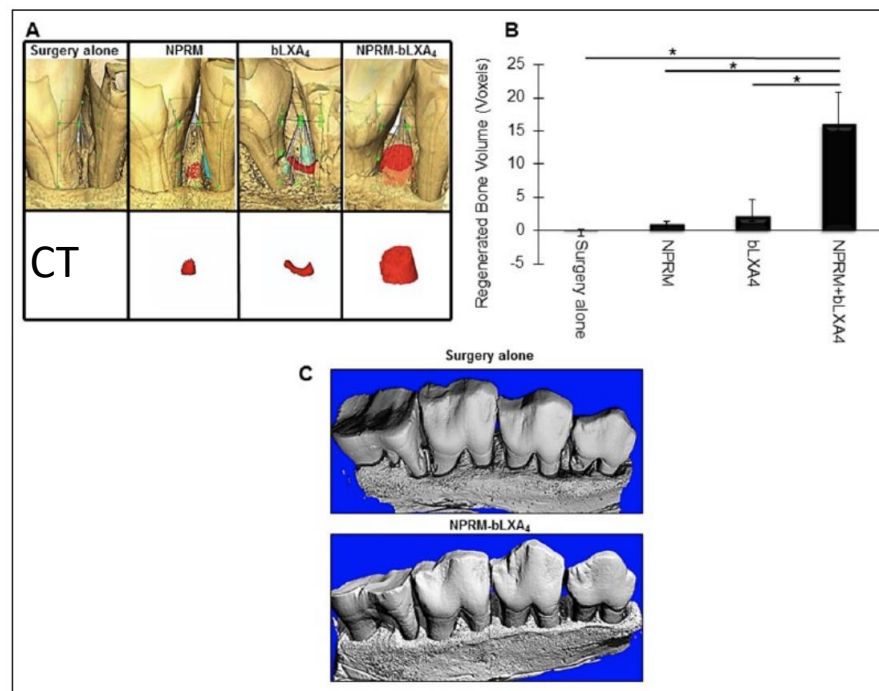 A
Surgery alone NPRM bLXA₄ NPRM-bLXA₄
CT
B
* * *
Regenerated Bone Volume (Voxels)
25
20
15
10
5
0
-5
Surgery alone
NPRM
bLXA4
NPRM+bLXA4
C
Surgery alone
NPRM-bLXA₄